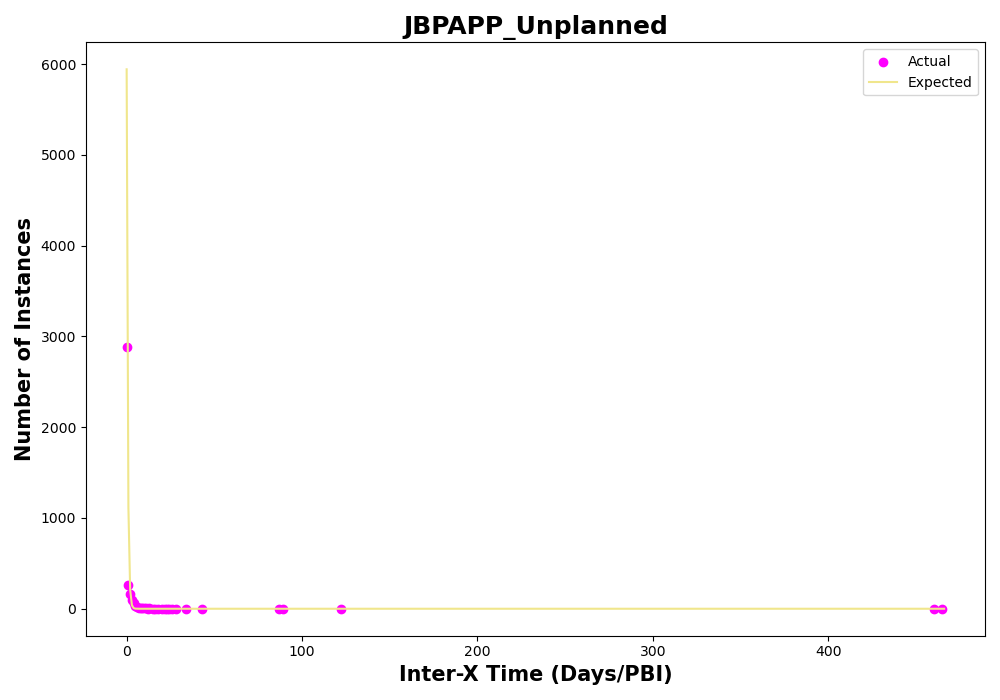 JBPAPP_Unplanned
Actual
Expected
6000
5000
4000
3000
2000
1000
0
Number of Instances
0 100 200 300 400
Inter-X Time (Days/PBI)